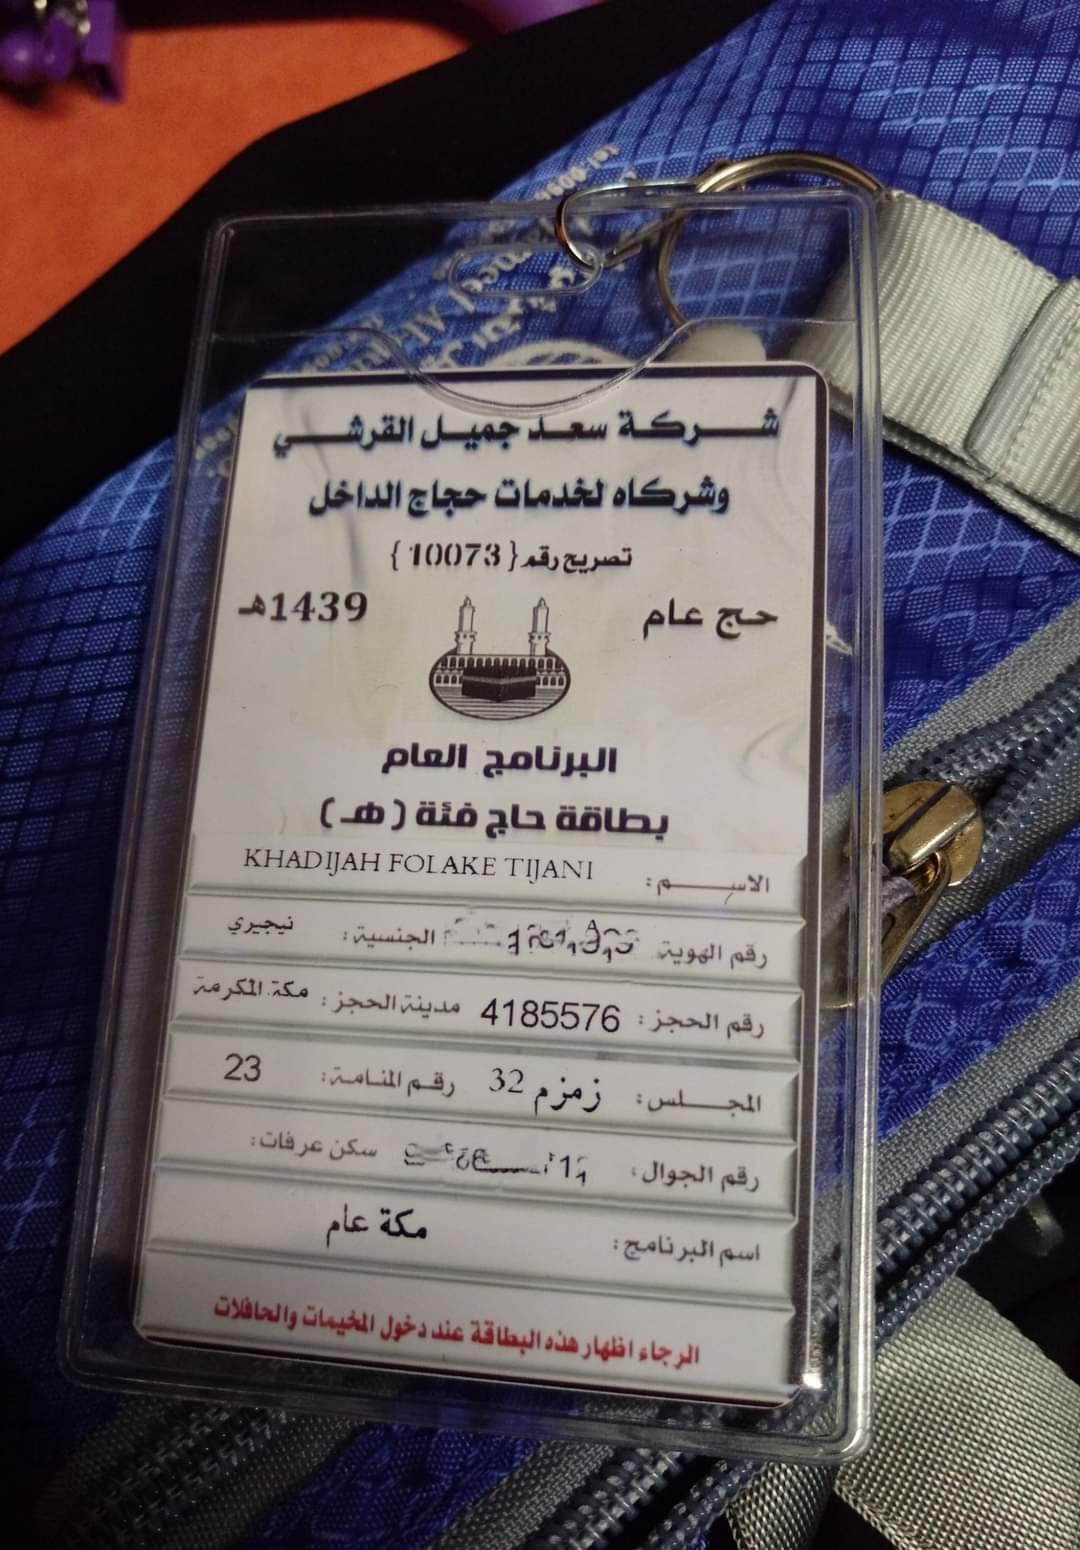 شركة سعد جميل القرشي
وشركاه لخدمات حجاج الداخل
تصريح رقم {10073}
حج عام 1439هـ
البرنامج العام
بطاقة حاج فئة (هـ)
الاسم: KHADIJAH FOLAKE TIJANI
رقم الهوية الجنسية: نيجيري
رقم الحجز: 4185576 مدينة الحجز: مكة المكرمة
المجلس: زمزم 32 رقم المنامة: 23
رقم الجوال: سكن عرفات:
اسم البرنامج: مكة عام
الرجاء اظهار هذه البطاقة عند دخول المخيمات والحافلات